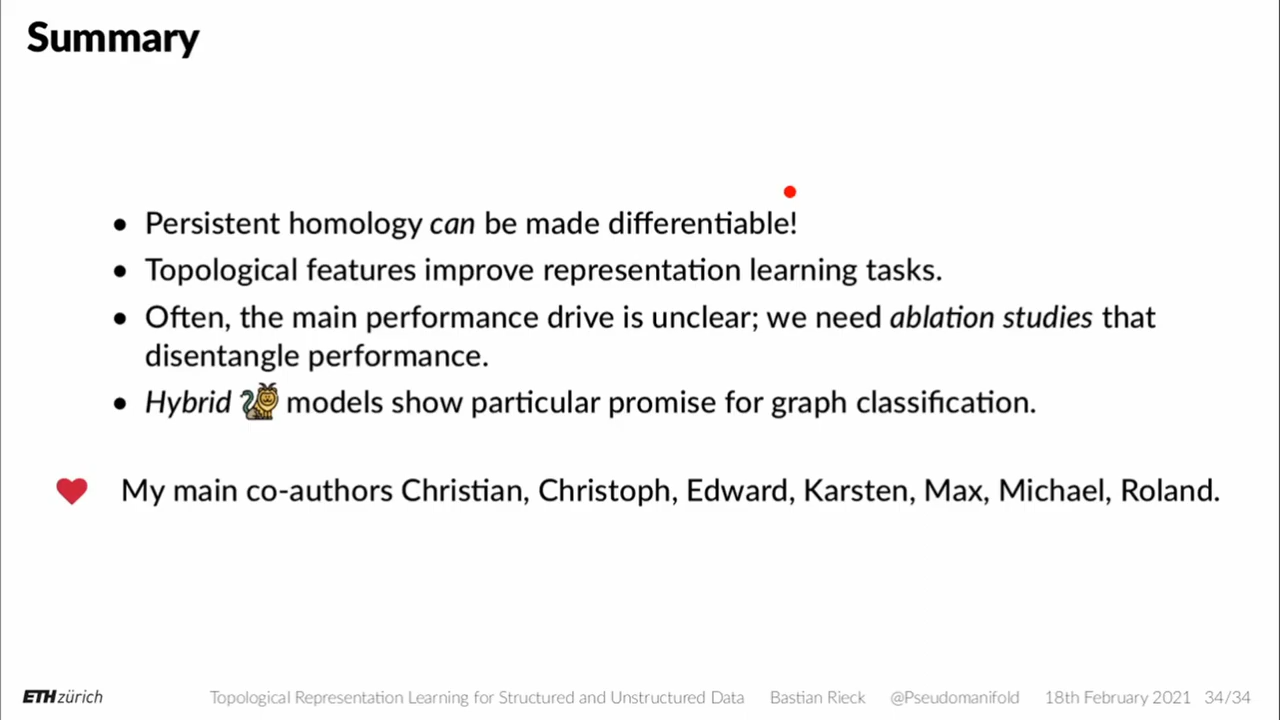 Summary
• Persistent homology can be made differentiable!
• Topological features improve representation learning tasks.
• Often, the main performance drive is unclear; we need ablation studies that
disentangle performance.
• Hybrid models show particular promise for graph classification.
My main co-authors Christian, Christoph, Edward, Karsten, Max, Michael, Roland.
ETH zürich Topological Representation Learning for Structured and Unstructured Data Bastian Rieck @Pseudomanifold 18th February 2021 34/34